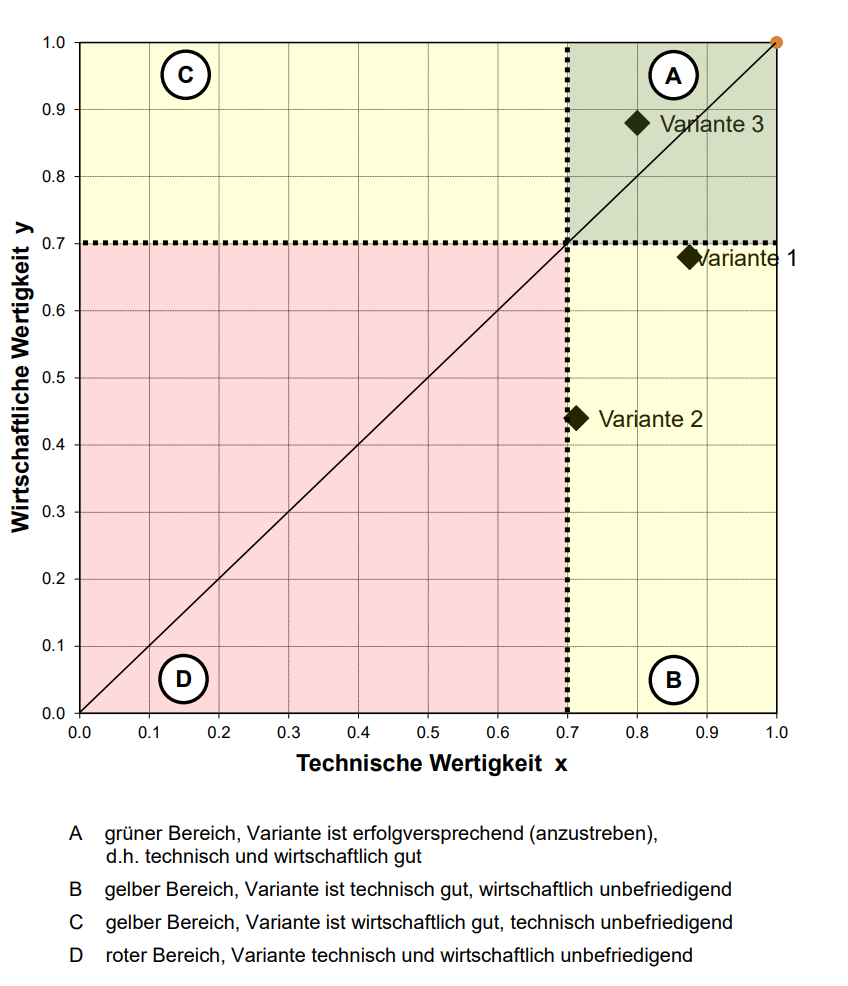 1.0
C
A
0.9
Variante 3
0.8
0.7
Variante 1
0.6
0.5
Variante 2
0.4
0.3
0.2
0.1
D
B
0.0
Wirtschaftliche Wertigkeit y
0.0 0.1 0.2 0.3 0.4 0.5 0.6 0.7 0.8 0.9 1.0
Technische Wertigkeit x
A grüner Bereich, Variante ist erfolgversprechend (anzustreben),
d.h. technisch und wirtschaftlich gut
B gelber Bereich, Variante ist technisch gut, wirtschaftlich unbefriedigend
C gelber Bereich, Variante ist wirtschaftlich gut, technisch unbefriedigend
D roter Bereich, Variante technisch und wirtschaftlich unbefriedigend